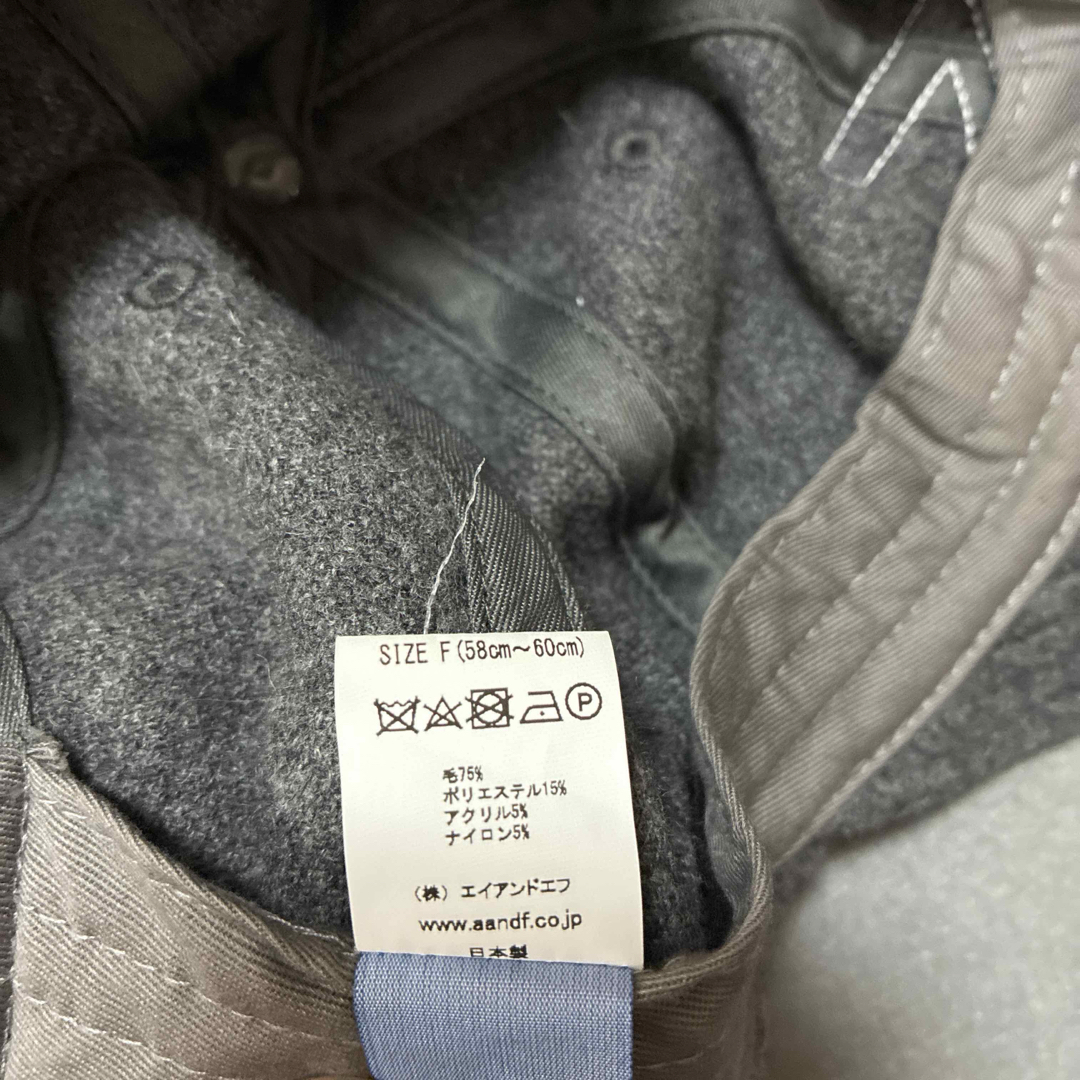 SIZE F(58cm～60cm)
P
毛75%
ポリエステル15%
アクリル5%
ナイロン5%
（株）エイアンドエフ
www.aandf.co.jp
日本製